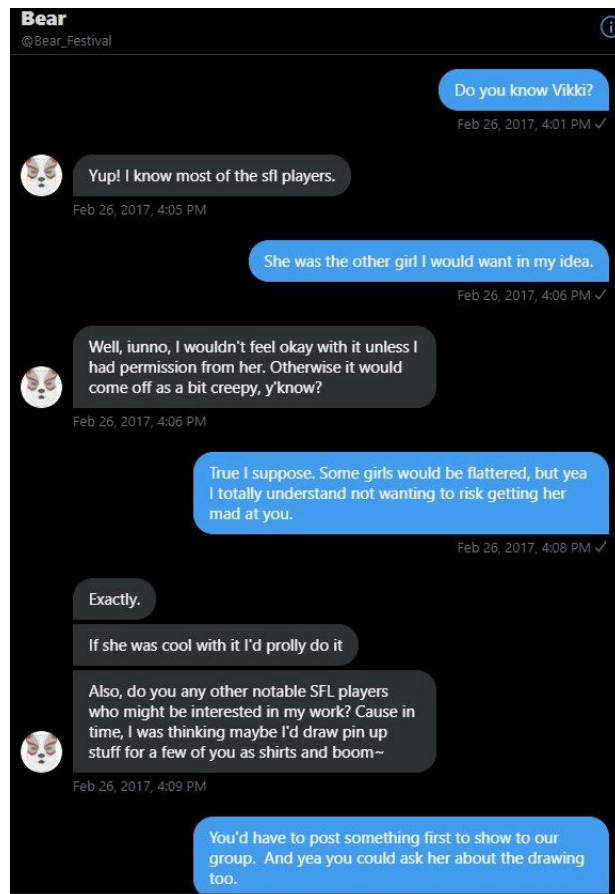 Bear
@Bear_Festival
Do you know Vikki?
Feb 26, 2017, 4:01 PM ✓
Yup! I know most of the sfl players.
Feb 26, 2017, 4:05 PM
She was the other girl I would want in my idea.
Feb 26, 2017, 4:06 PM ✓
Well, iunno, I wouldn't feel okay with it unless I
had permission from her. Otherwise it would
come off as a bit creepy, y'know?
Feb 26, 2017, 4:06 PM
True I suppose. Some girls would be flattered, but yea
I totally understand not wanting to risk getting her
mad at you.
Feb 26, 2017, 4:08 PM ✓
Exactly.
If she was cool with it I'd prolly do it
Also, do you any other notable SFL players
who might be interested in my work? Cause in
time, I was thinking maybe I'd draw pin up
stuff for a few of you as shirts and boom~
Feb 26, 2017, 4:09 PM
You'd have to post something first to show to our
group.  And yea you could ask her about the drawing
too.